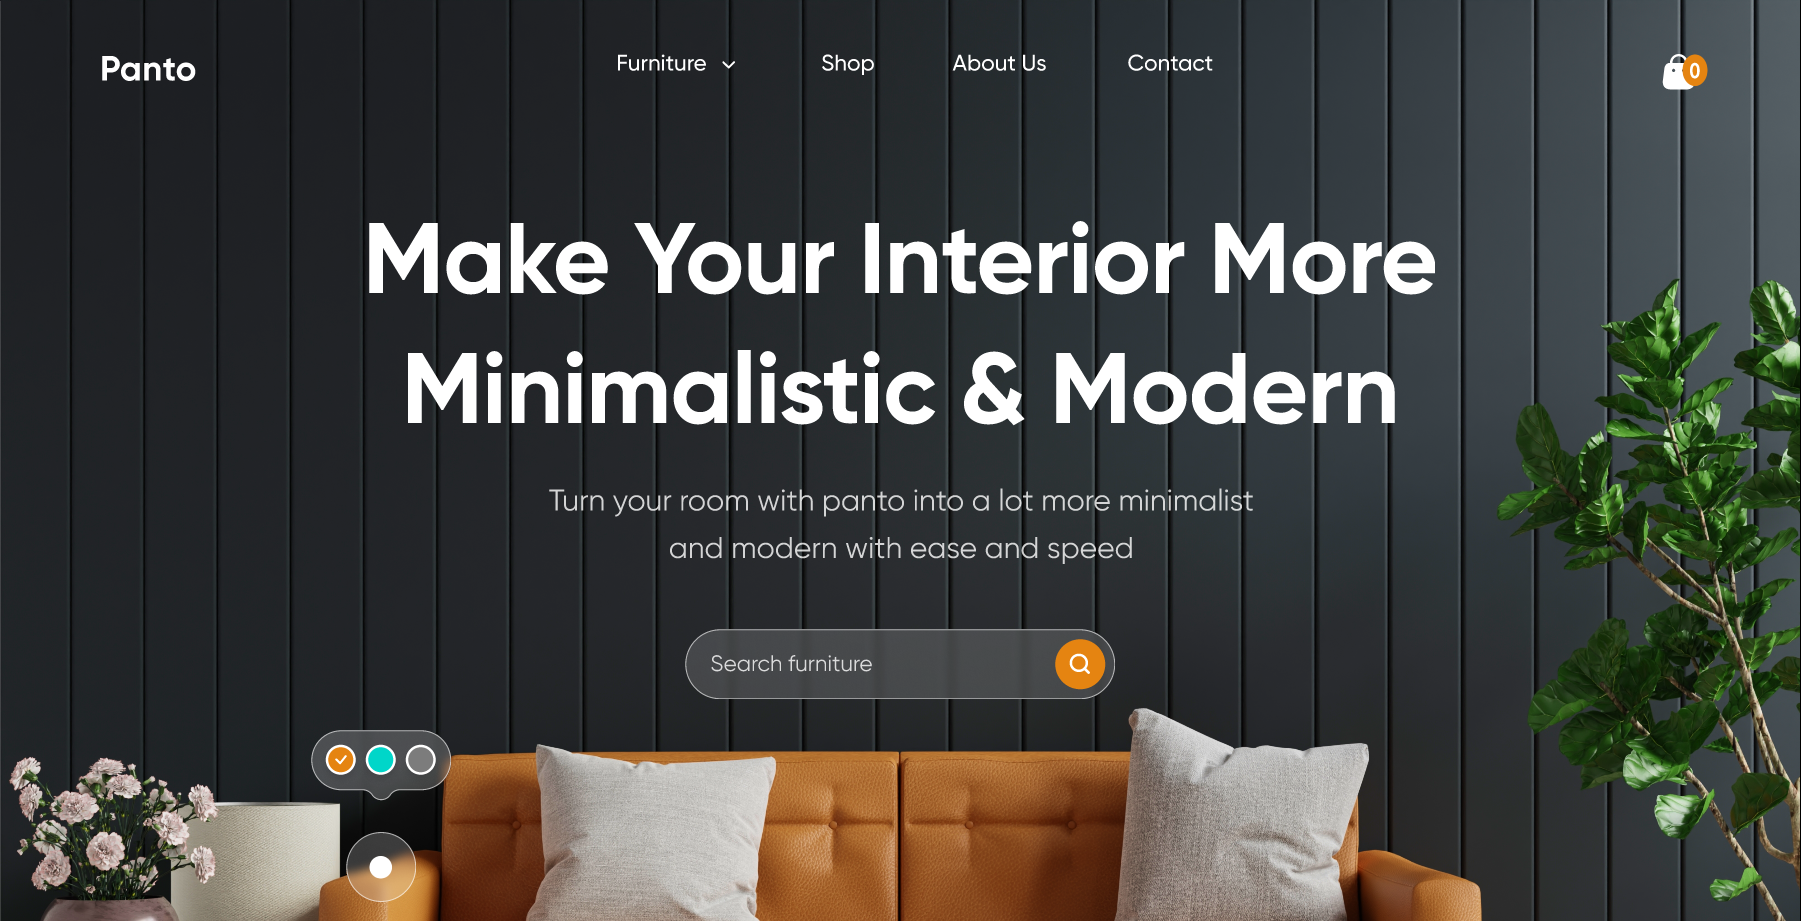 Panto
Furniture
Shop
About Us
Contact
0
Make Your Interior More
Minimalistic & Modern
Turn your room with panto into a lot more minimalist
and modern with ease and speed
Search furniture